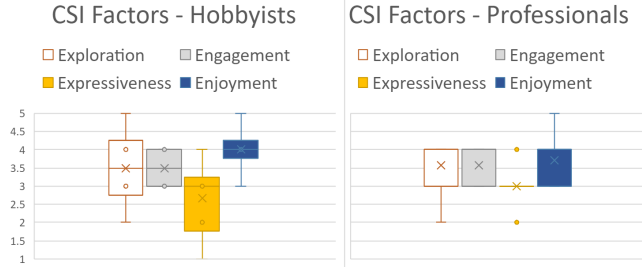 CSI Factors - Hobbyists
Exploration Engagement
Expressiveness Enjoyment
5
4.5
4
3.5
3
2.5
2
1.5
1
CSI Factors - Professionals
Exploration Engagement
Expressiveness Enjoyment